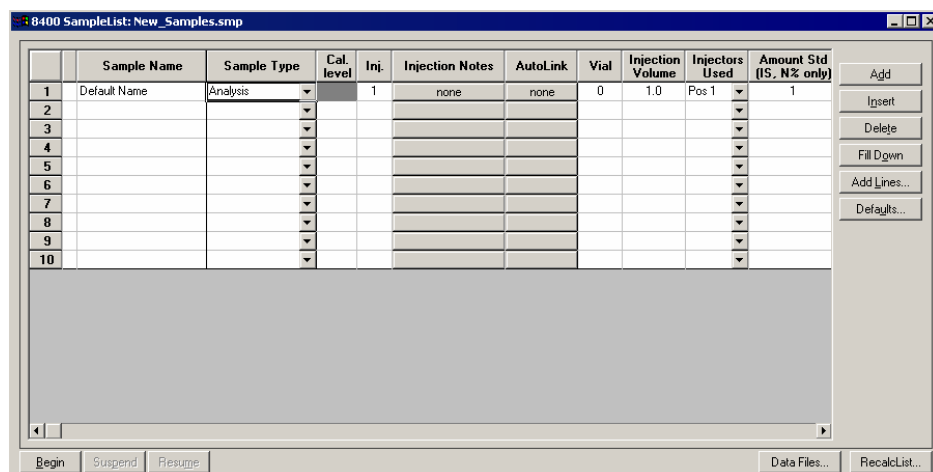 8400 SampleList: New_Samples.smp
Sample Name Sample Type Cal. level Inj. Injection Notes AutoLink Vial Injection Volume Injectors Used Amount Std (IS, N% only)
1 Default Name Analysis 1 none none 0 1.0 Pos 1 1
2
3
4
5
6
7
8
9
10
Add
Insert
Delete
Fill Down
Add Lines...
Defaults...
Begin Suspend Resume Data Files... RecalcList...